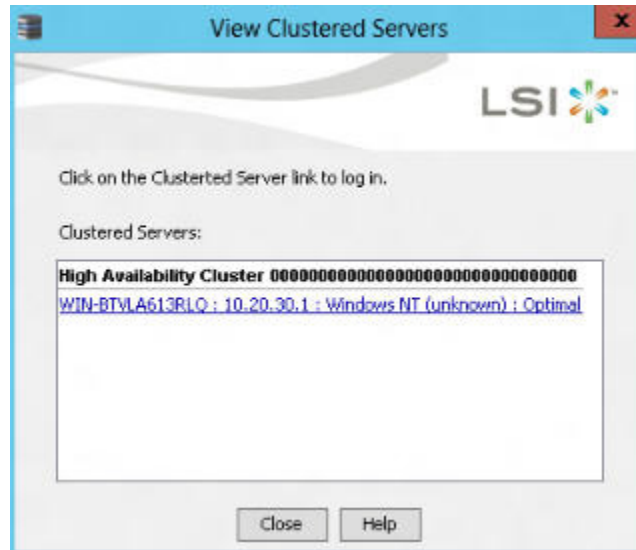 View Clustered Servers
x
LSI
Click on the Clusterted Server link to log in.
Clustered Servers:
High Availability Cluster 00000000000000000000000000000000
WIN-BTVLA613RLQ : 10.20.30.1 : Windows NT (unknown) : Optimal
Close
Help